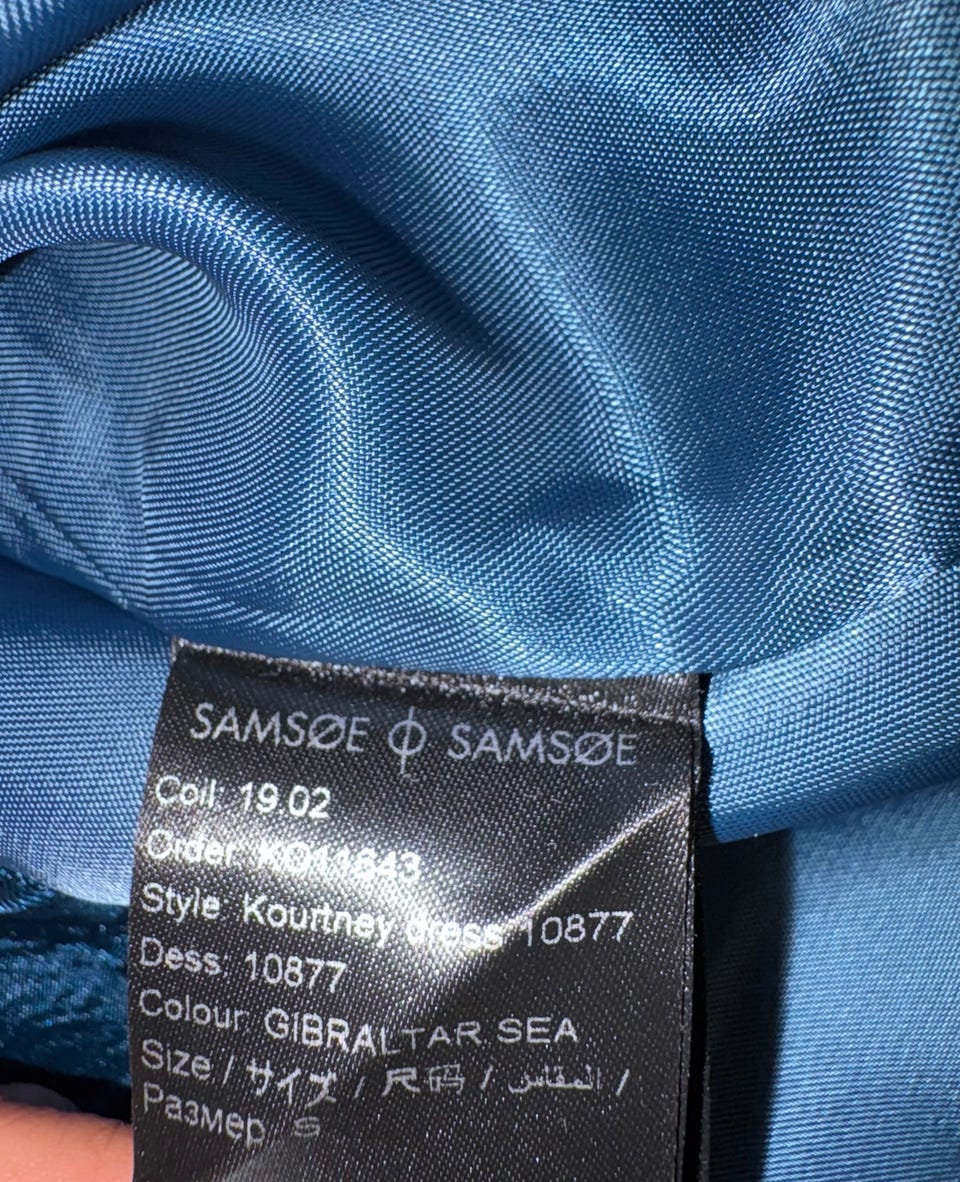 SAMSØE ϕ SAMSØE
Coll. 19.02
Order KO11643
Style Kourtney dress 10877
Dess. 10877
Colour GIBRALTAR SEA
Size / サイズ / 尺码 / المقاس /
Размер S